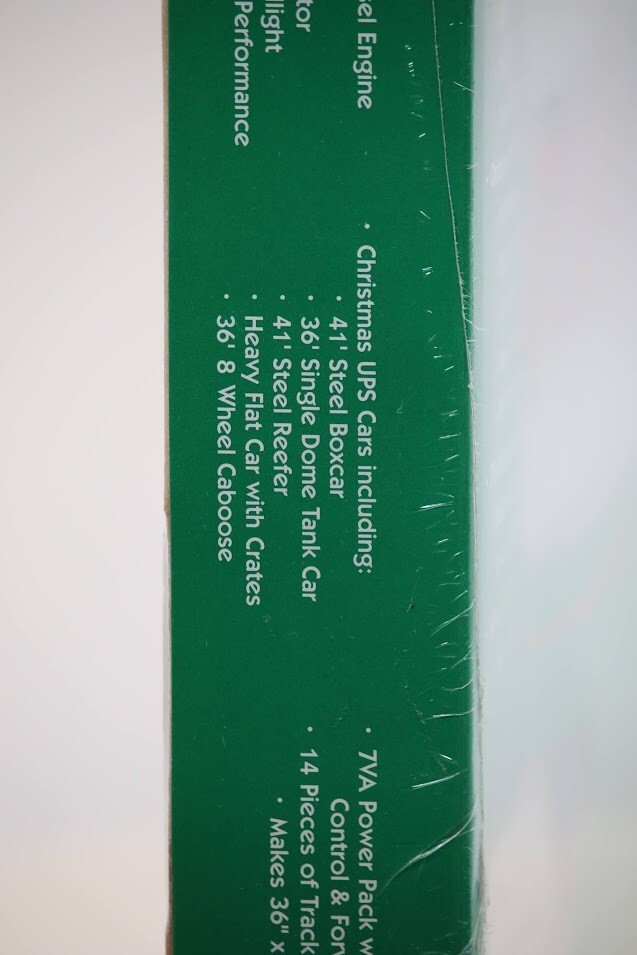 el Engine
tor
light
Performance
• Christmas UPS Cars including:
• 41' Steel Boxcar
• 36' Single Dome Tank Car
• 41' Steel Reefer
• Heavy Flat Car with Crates
• 36' 8 Wheel Caboose
• 7VA Power Pack w
Control & For
• 14 Pieces of Track
• Makes 36" x